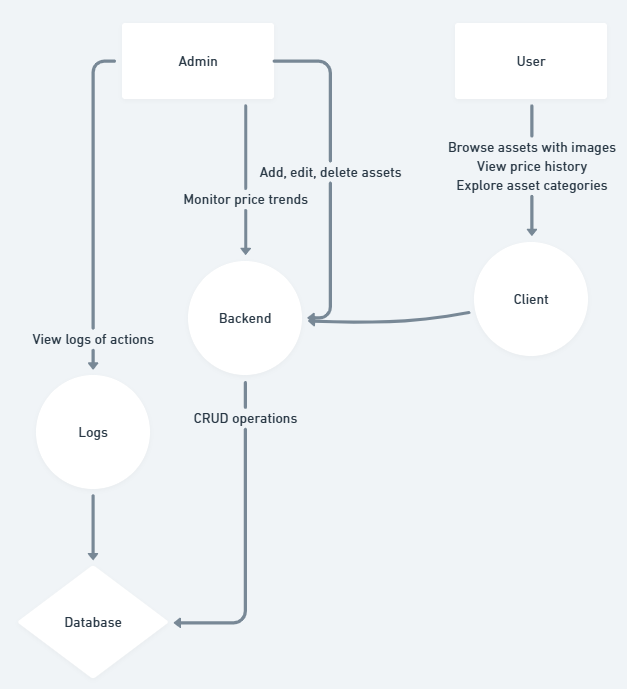 Admin
User
Browse assets with images
View price history
Explore asset categories
Add, edit, delete assets
Monitor price trends
Client
Backend
View logs of actions
CRUD operations
Logs
Database